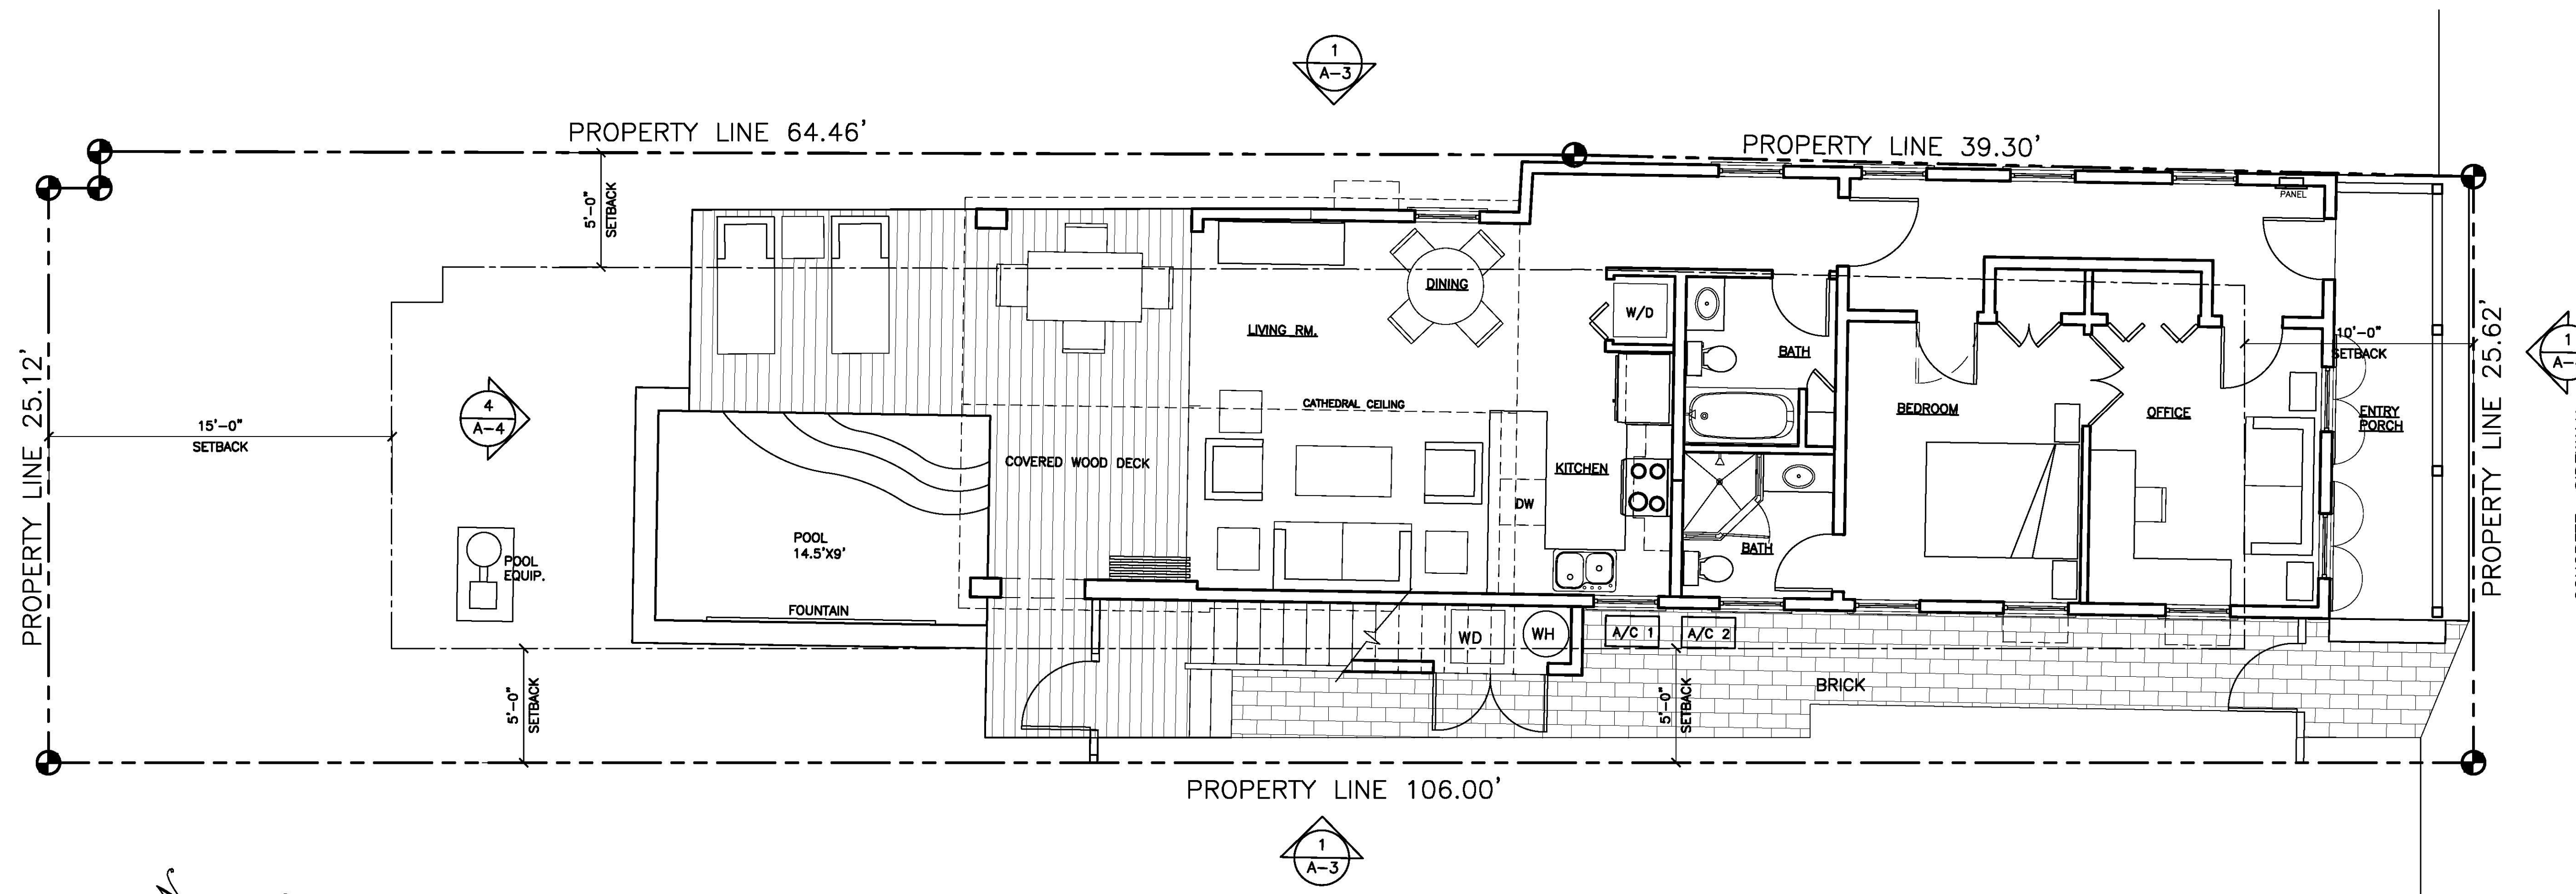 1
A-3
PROPERTY LINE 64.46'
PROPERTY LINE 39.30'
5'-0"
SETBACK
PANEL
DINING
W/D
LIVING RM.
BATH
10'-0"
SETBACK
PROPERTY LINE 25.12'
PROPERTY LINE 25.62'
1
4
A-4
15'-0"
SETBACK
CATHEDRAL CEILING
BEDROOM
OFFICE
ENTRY
PORCH
COVERED WOOD DECK
KITCHEN
DW
POOL
14.5'X9'
BATH
POOL
EQUIP.
FOUNTAIN
WD
WH
A/C 1
A/C 2
5'-0"
SETBACK
5'-0"
SETBACK
BRICK
PROPERTY LINE 106.00'
1
A-3